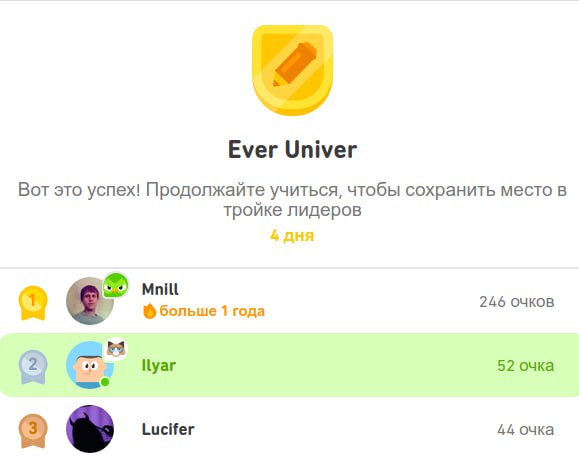 Ever Univer
Вот это успех! Продолжайте учиться, чтобы сохранить место в
тройке лидеров
4 дня
1 Mnill 246 очков
больше 1 года
2 Ilyar 52 очка
3 Lucifer 44 очка